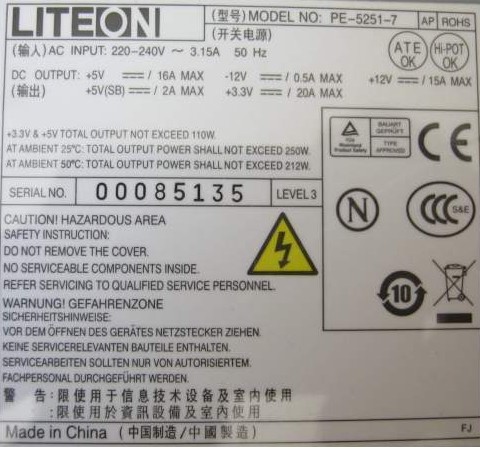 LITEON
(型号) MODEL NO: PE-5251-7
AP ROHS
(开关电源)
(输人) AC INPUT: 220-240V ~ 3.15A 50 Hz
ATE OK
Hi-POT OK
DC OUTPUT: +5V ⎓ / 16A MAX -12V ⎓ / 0.5A MAX +12V ⎓ / 15A MAX
(输出) +5V(SB) ⎓ / 2A MAX +3.3V ⎓ / 20A MAX
+3.3V & +5V TOTAL OUTPUT NOT EXCEED 110W.
AT AMBIENT 25°C: TOTAL OUTPUT POWER SHALL NOT EXCEED 250W.
AT AMBIENT 50°C: TOTAL OUTPUT POWER SHALL NOT EXCEED 212W.
BAUART GEPRÜFT
TYPE APPROVED
TÜV Rheinland Product Safety
CE
SERIAL NO. 00085135 LEVEL 3
N
CCC S&E
CAUTION! HAZARDOUS AREA
SAFETY INSTRUCTION:
DO NOT REMOVE THE COVER.
NO SERVICEABLE COMPONENTS INSIDE.
REFER SERVICING TO QUALIFIED SERVICE PERSONNEL.
10
WARNUNG! GEFAHRENZONE
SICHERHEITSHINWEISE:
VOR DEM ÖFFNEN DES GERÄTES NETZSTECKER ZIEHEN.
KEINE SERVICERELEVANTEN BAUTEILE ENTHALTEN.
SERVICEARBEITEN SOLLTEN NUR VON AUTORISIERTEM.
FACHPERSONAL DURCHGEFÜHRT WERDEN.
警 告:限使用于信息技术设备及室内使用
:限使用於資訊設備及室內使用
Made in China (中国制造/中國製造)
FJ